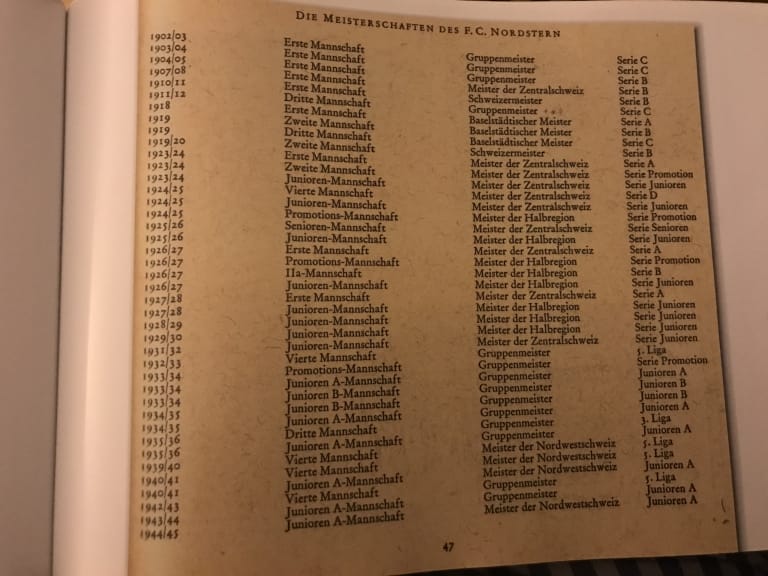 DIE MEISTERSCHAFTEN DES F.C. NORDSTERN
1902/03 Erste Mannschaft Gruppenmeister Serie C
1903/04 Erste Mannschaft Gruppenmeister Serie C
1904/05 Erste Mannschaft Gruppenmeister Serie B
1907/08 Erste Mannschaft Meister der Zentralschweiz Serie B
1910/11 Erste Mannschaft Schweizermeister Serie B
1911/12 Dritte Mannschaft Gruppenmeister Serie C
1918 Erste Mannschaft Baselstädtischer Meister Serie A
1919 Zweite Mannschaft Baselstädtischer Meister Serie B
1919 Dritte Mannschaft Baselstädtischer Meister Serie C
1919/20 Zweite Mannschaft Schweizermeister Serie B
1923/24 Erste Mannschaft Meister der Zentralschweiz Serie A
1923/24 Zweite Mannschaft Meister der Zentralschweiz Serie Promotion
1923/24 Junioren-Mannschaft Meister der Zentralschweiz Serie Junioren
1924/25 Vierte Mannschaft Meister der Zentralschweiz Serie D
1924/25 Junioren-Mannschaft Meister der Zentralschweiz Serie Junioren
1924/25 Promotions-Mannschaft Meister der Halbregion Serie Promotion
1925/26 Senioren-Mannschaft Meister der Zentralschweiz Serie Senioren
1925/26 Junioren-Mannschaft Meister der Halbregion Serie Junioren
1926/27 Erste Mannschaft Meister der Zentralschweiz Serie A
1926/27 Promotions-Mannschaft Meister der Halbregion Serie Promotion
1926/27 IIa-Mannschaft Meister der Halbregion Serie B
1926/27 Junioren-Mannschaft Meister der Halbregion Serie Junioren
1927/28 Erste Mannschaft Meister der Zentralschweiz Serie A
1927/28 Junioren-Mannschaft Meister der Halbregion Serie Junioren
1928/29 Junioren-Mannschaft Meister der Halbregion Serie Junioren
1929/30 Junioren-Mannschaft Meister der Halbregion Serie Junioren
1931/32 Junioren-Mannschaft Meister der Zentralschweiz Serie Junioren
1932/33 Vierte Mannschaft Gruppenmeister 5. Liga
1933/34 Promotions-Mannschaft Gruppenmeister Serie Promotion
1933/34 Junioren A-Mannschaft Gruppenmeister Junioren A
1933/34 Junioren B-Mannschaft Gruppenmeister Junioren B
1934/35 Junioren B-Mannschaft Gruppenmeister Junioren B
1934/35 Junioren A-Mannschaft Gruppenmeister Junioren A
1935/36 Dritte Mannschaft Gruppenmeister 3. Liga
1935/36 Junioren A-Mannschaft Gruppenmeister Junioren A
1939/40 Vierte Mannschaft Meister der Nordwestschweiz 5. Liga
1940/41 Vierte Mannschaft Meister der Nordwestschweiz 5. Liga
1940/41 Junioren A-Mannschaft Meister der Nordwestschweiz Junioren A
1942/43 Vierte Mannschaft Gruppenmeister 5. Liga
1943/44 Junioren A-Mannschaft Gruppenmeister Junioren A
1944/45 Junioren A-Mannschaft Meister der Nordwestschweiz Junioren A
47